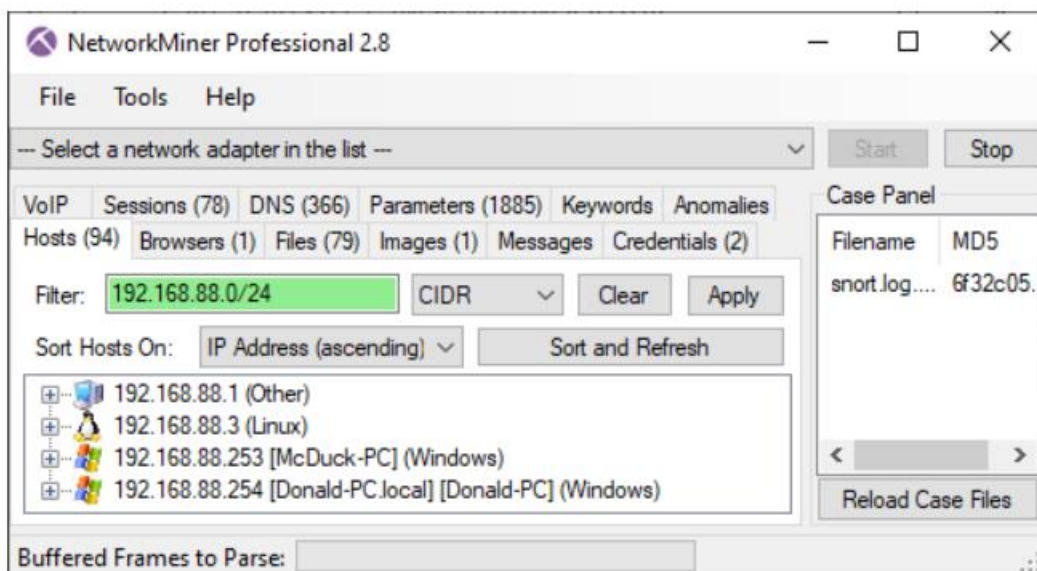 NetworkMiner Professional 2.8
File Tools Help
--- Select a network adapter in the list --- Start Stop
VoIP Sessions (78) DNS (366) Parameters (1885) Keywords Anomalies
Hosts (94) Browsers (1) Files (79) Images (1) Messages Credentials (2)
Filter: 192.168.88.0/24 CIDR Clear Apply
Sort Hosts On: IP Address (ascending) Sort and Refresh
192.168.88.1 (Other)
192.168.88.3 (Linux)
192.168.88.253 [McDuck-PC] (Windows)
192.168.88.254 [Donald-PC.local] [Donald-PC] (Windows)
Case Panel
Filename MD5
snort.log.... 6f32c05.
Reload Case Files
Buffered Frames to Parse: